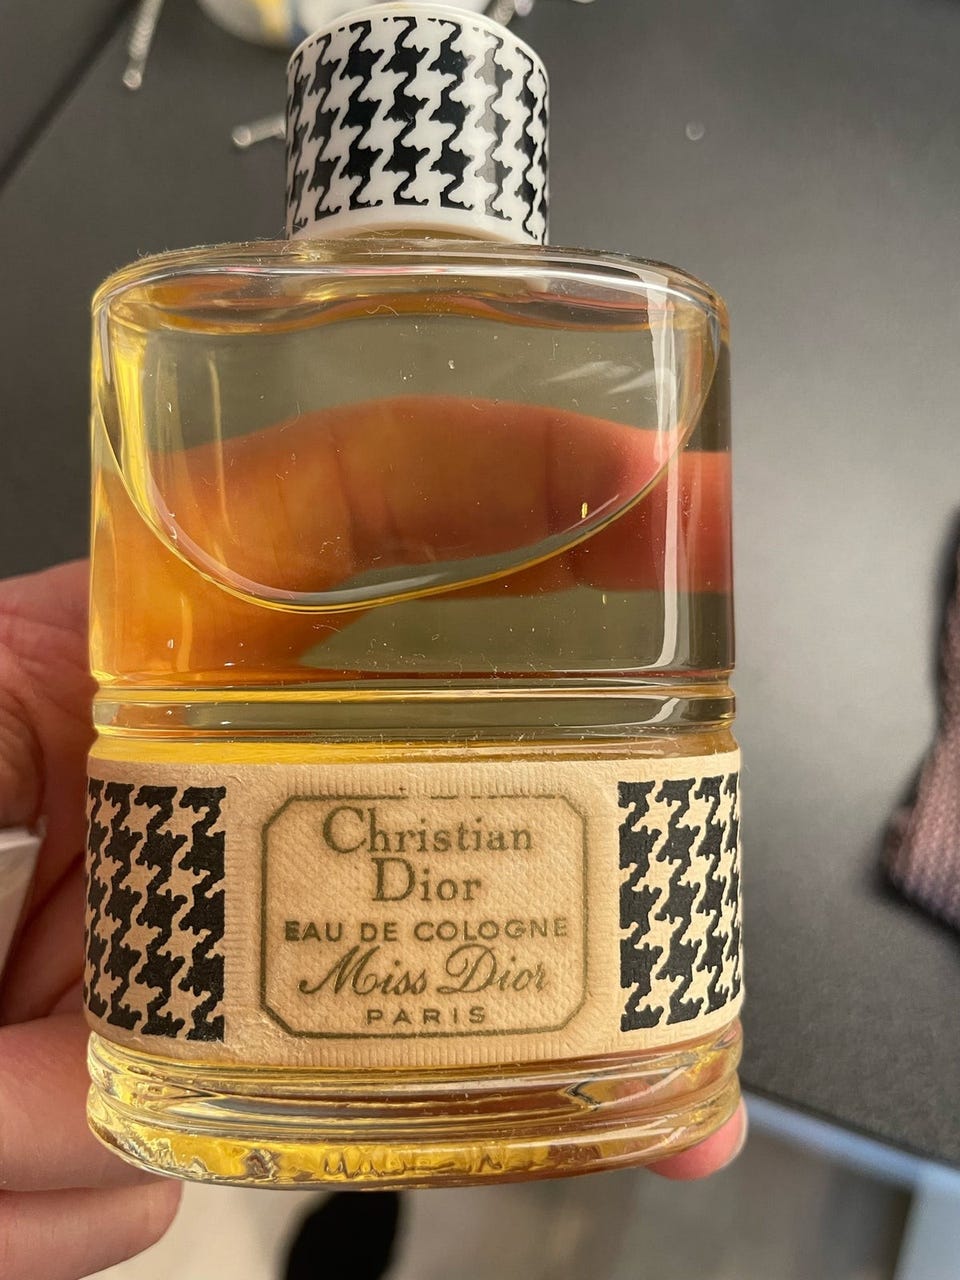 Christian
Dior
EAU DE COLOGNE
Miss Dior
PARIS